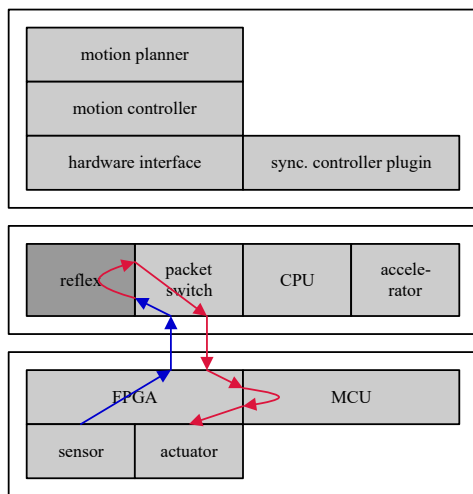 motion planner
motion controller
hardware interface
sync. controller plugin
reflex
packet
switch
CPU
accele-
rator
FPGA
MCU
sensor
actuator